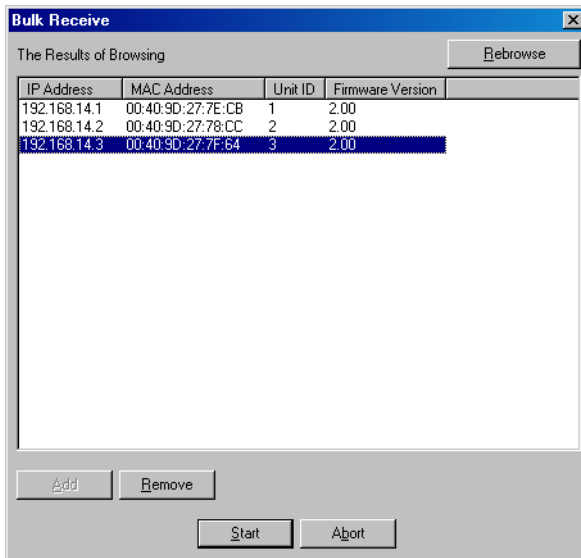 Bulk Receive
The Results of Browsing
Rebrowse
IP Address MAC Address Unit ID Firmware Version
192.168.14.1 00:40:9D:27:7E:CB 1 2.00
192.168.14.2 00:40:9D:27:78:CC 2 2.00
192.168.14.3 00:40:9D:27:7F:64 3 2.00
Add Remove
Start Abort